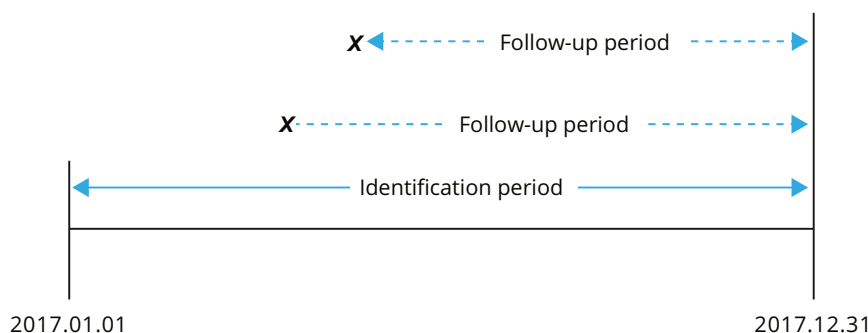 X Follow-up period
X Follow-up period
Identification period
2017.01.01 2017.12.31